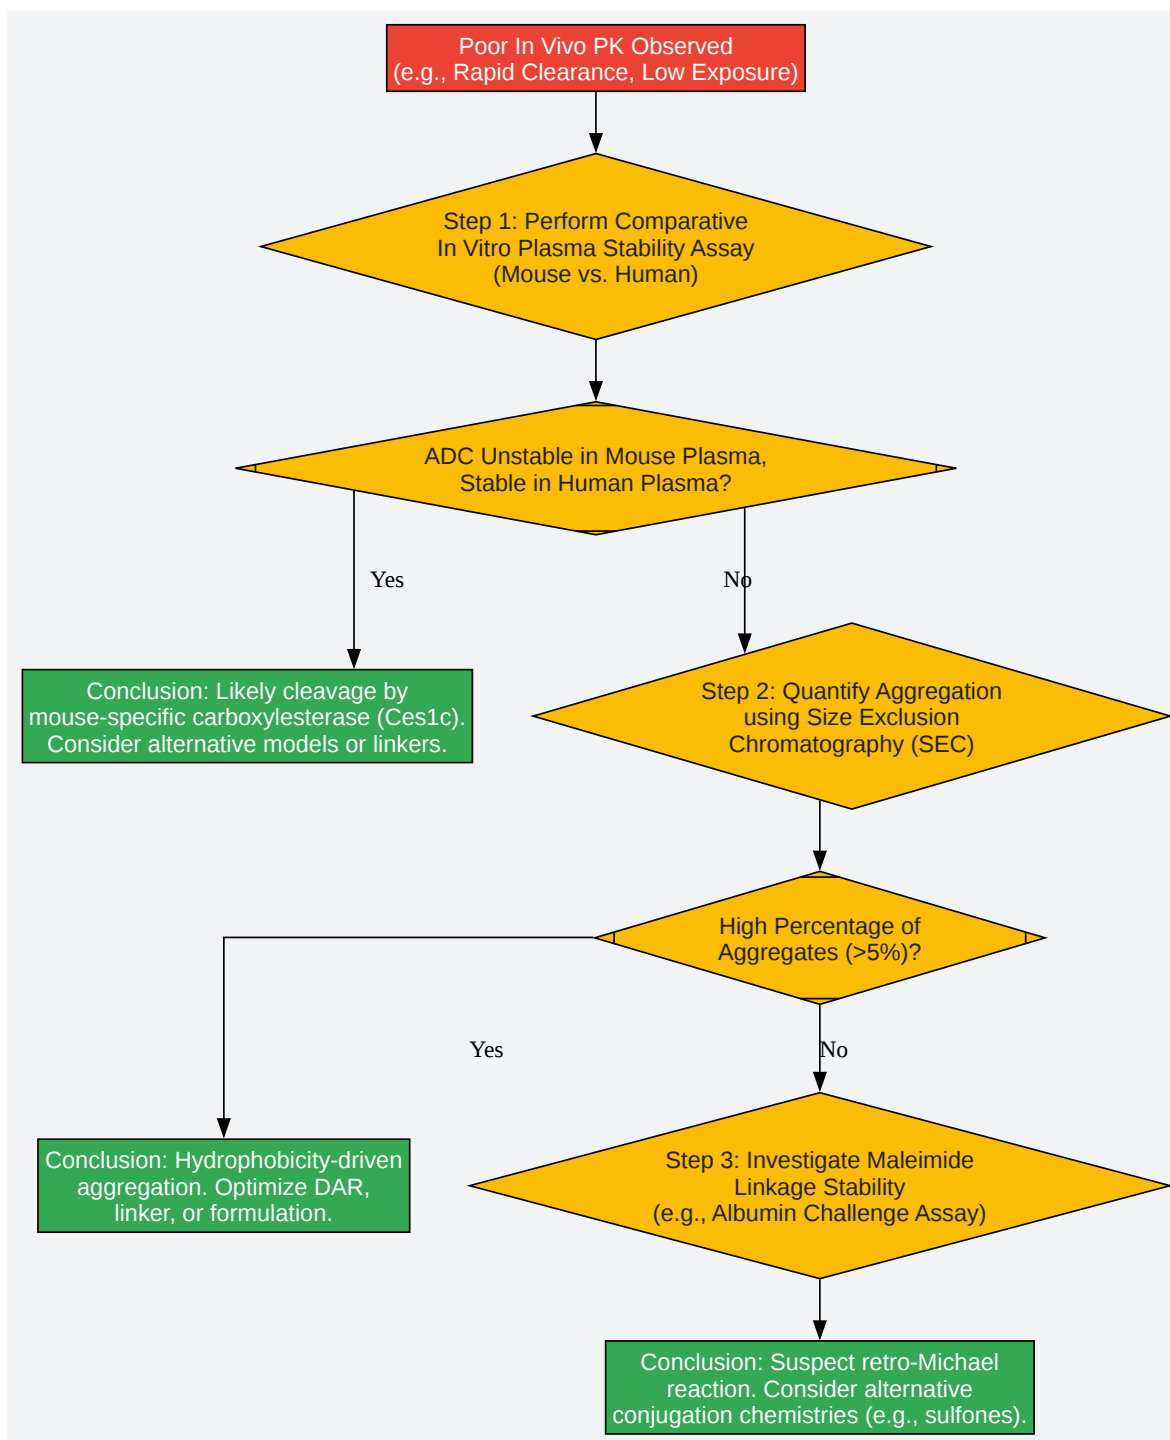 Poor In Vivo PK Observed
(e.g., Rapid Clearance, Low Exposure)
Step 1: Perform Comparative
In Vitro Plasma Stability Assay
(Mouse vs. Human)
ADC Unstable in Mouse Plasma,
Stable in Human Plasma?
Yes
No
Conclusion: Likely cleavage by
mouse-specific carboxylesterase (Ces1c).
Consider alternative models or linkers.
Step 2: Quantify Aggregation
using Size Exclusion
Chromatography (SEC)
High Percentage of
Aggregates (>5%)?
Yes
No
Conclusion: Hydrophobicity-driven
aggregation. Optimize DAR,
linker, or formulation.
Step 3: Investigate Maleimide
Linkage Stability
(e.g., Albumin Challenge Assay)
Conclusion: Suspect retro-Michael
reaction. Consider alternative
conjugation chemistries (e.g., sulfones).